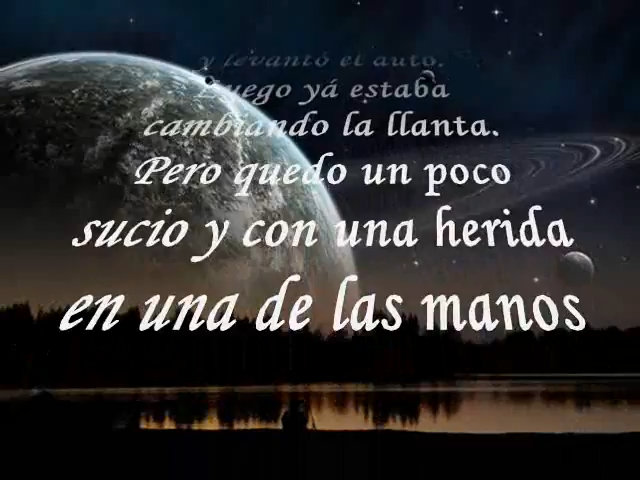 y levantó el auto.
Luego yá estaba
cambiando la llanta.
Pero quedo un poco
sucio y con una herida
en una de las manos